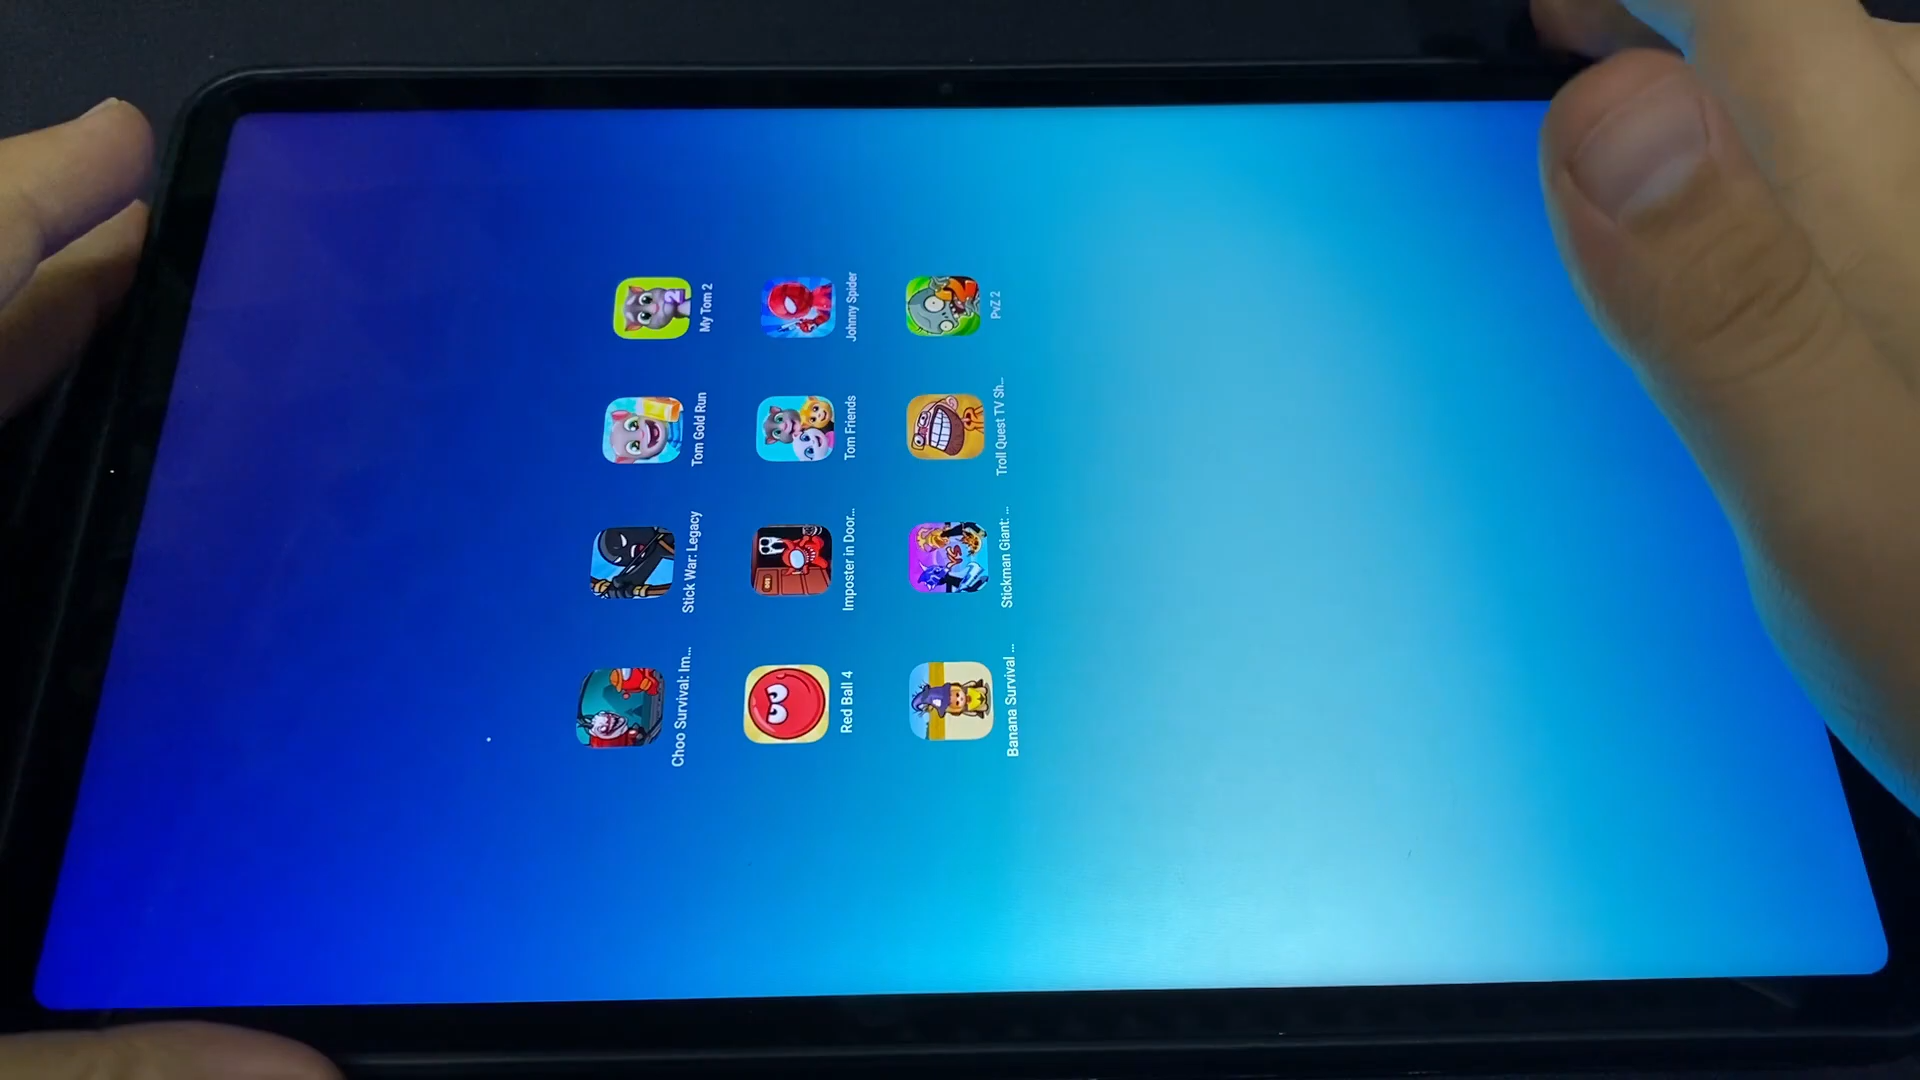 Choo Survival: Im...
Stick War: Legacy
Tom Gold Run
My Tom 2
Red Ball 4
Imposter in Door...
Tom Friends
Johnny Spider
Banana Survival ...
Stickman Giant: ...
Troll Quest TV Sh...
PvZ 2